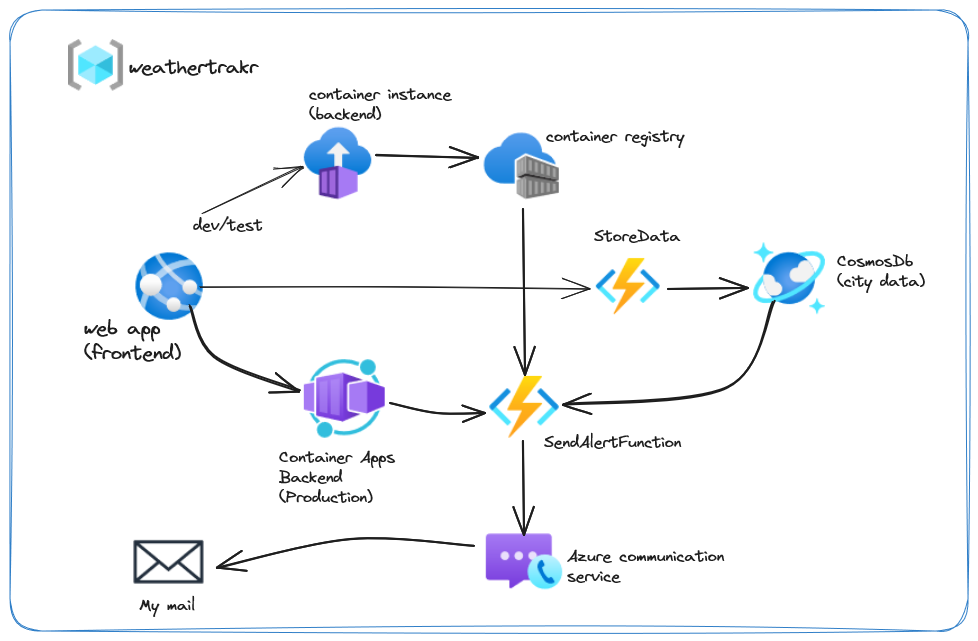 weathertrakr
container instance
(backend)
container registry
dev/test
StoreData
CosmosDb
(city data)
web app
(frontend)
SendAlertFunction
Container Apps
Backend
(Production)
Azure communication
service
My mail